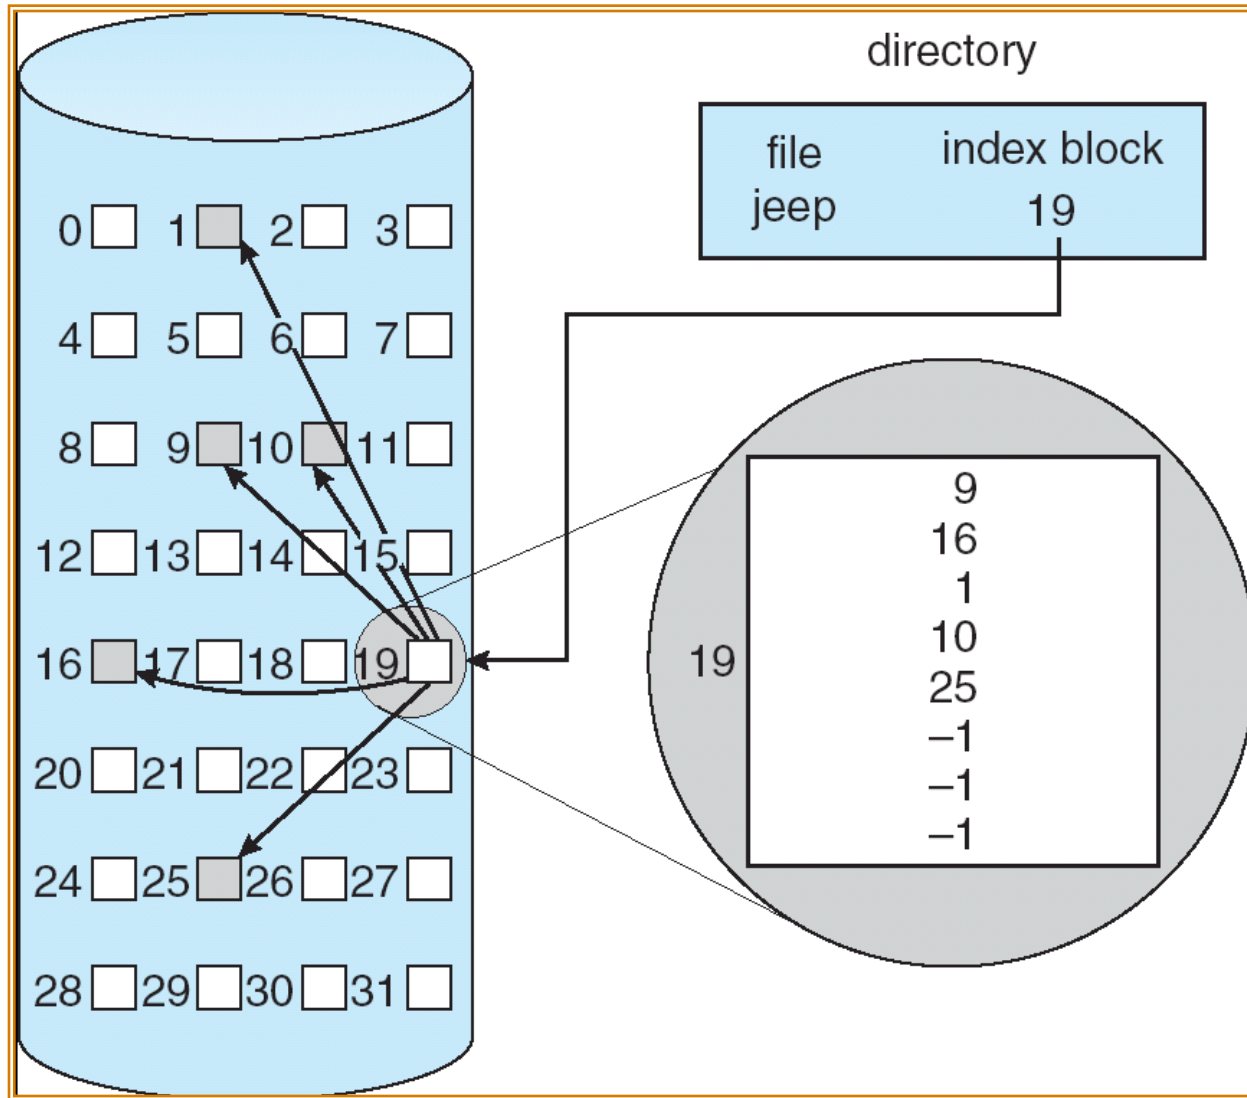 directory
file index block
jeep 19
0 1 2 3
4 5 6 7
8 9 10 11
12 13 14 15
16 17 18 19
20 21 22 23
24 25 26 27
28 29 30 31
19
9
16
1
10
25
–1
–1
–1